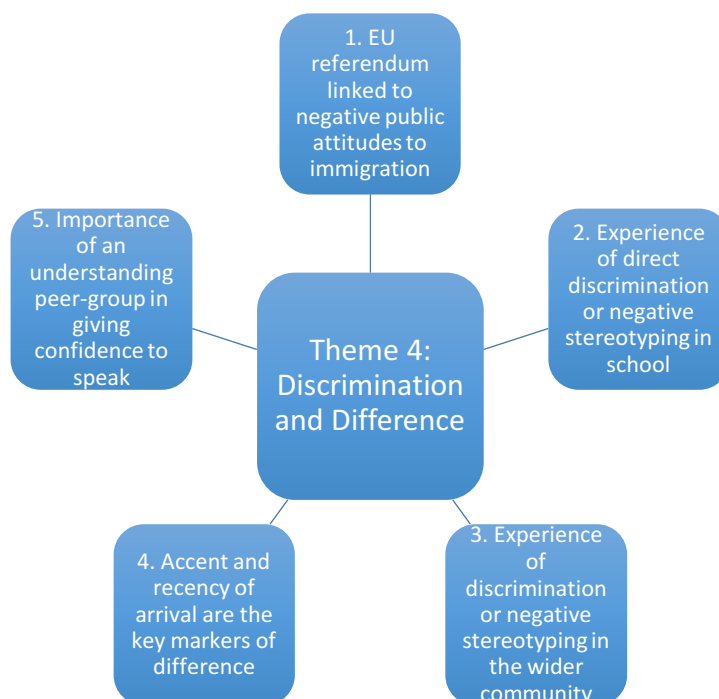 1. EU
referendum
linked to
negative public
attitudes to
immigration
2. Experience
of direct
discrimination
or negative
stereotyping in
school
3. Experience
of
discrimination
or negative
stereotyping in
the wider
community
4. Accent and
recency of
arrival are the
key markers of
difference
5. Importance
of an
understanding
peer-group in
giving
confidence to
speak
Theme 4:
Discrimination
and Difference